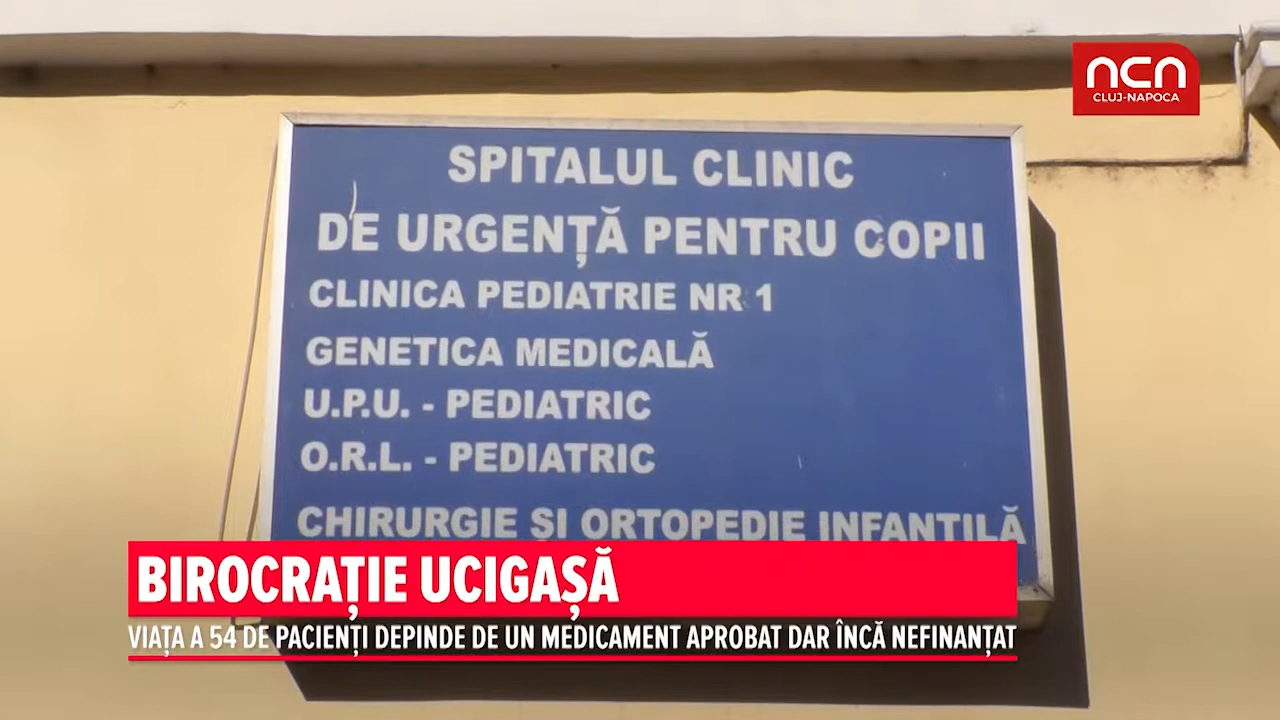 ncn
CLUJ-NAPOCA
SPITALUL CLINIC
DE URGENȚĂ PENTRU COPII
CLINICA PEDIATRIE NR 1
GENETICA MEDICALĂ
U.P.U. - PEDIATRIC
O.R.L. - PEDIATRIC
CHIRURGIE ȘI ORTOPEDIE INFANTILĂ
BIROCRAȚIE UCIGAȘĂ
VIAȚA A 54 DE PACIENȚI DEPINDE DE UN MEDICAMENT APROBAT DAR ÎNCĂ NEFINANȚAT